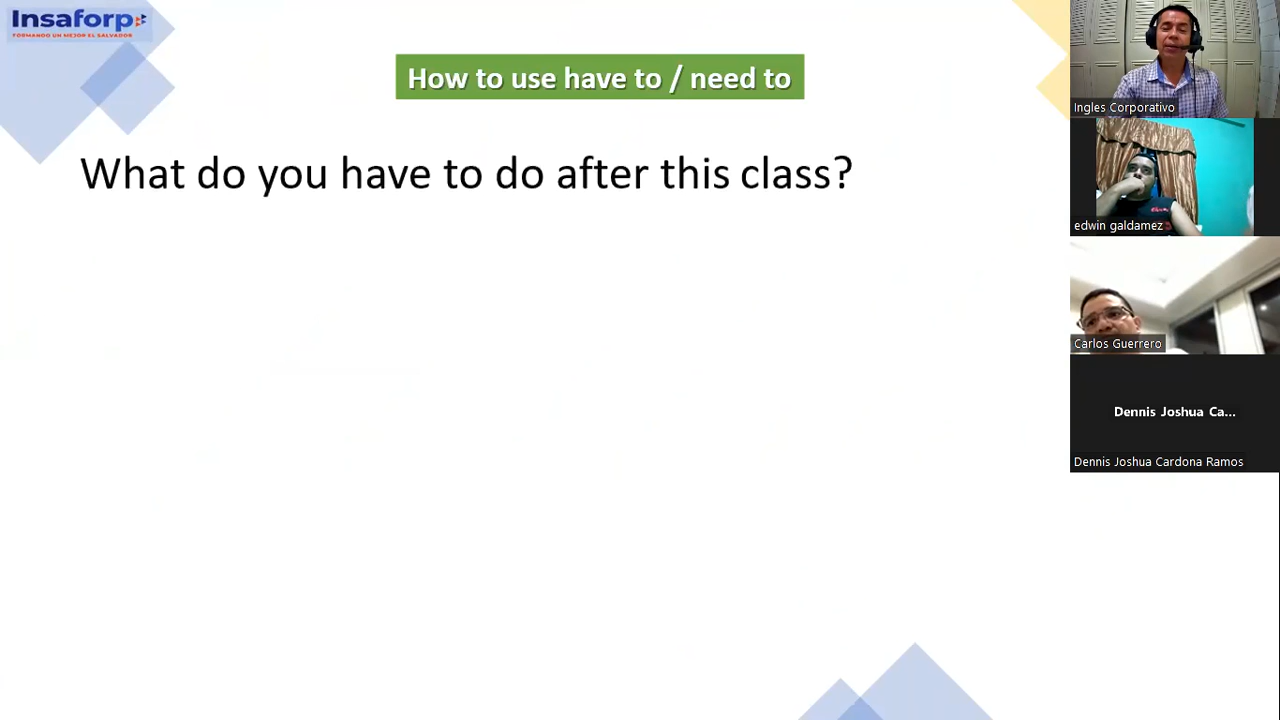 Insaforp
FORMANDO UN MEJOR EL SALVADOR
How to use have to / need to
What do you have to do after this class?
Ingles Corporativo
edwin galdamez
Carlos Guerrero
Dennis Joshua Ca...
Dennis Joshua Cardona Ramos